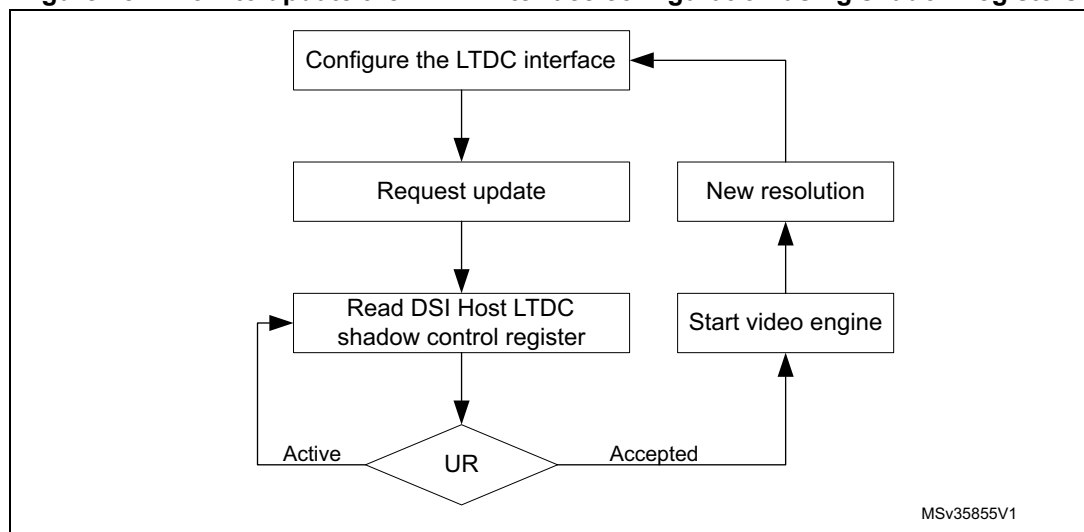 Configure the LTDC interface
Request update
New resolution
Read DSI Host LTDC
shadow control register
Start video engine
Active
UR
Accepted
MSv35855V1